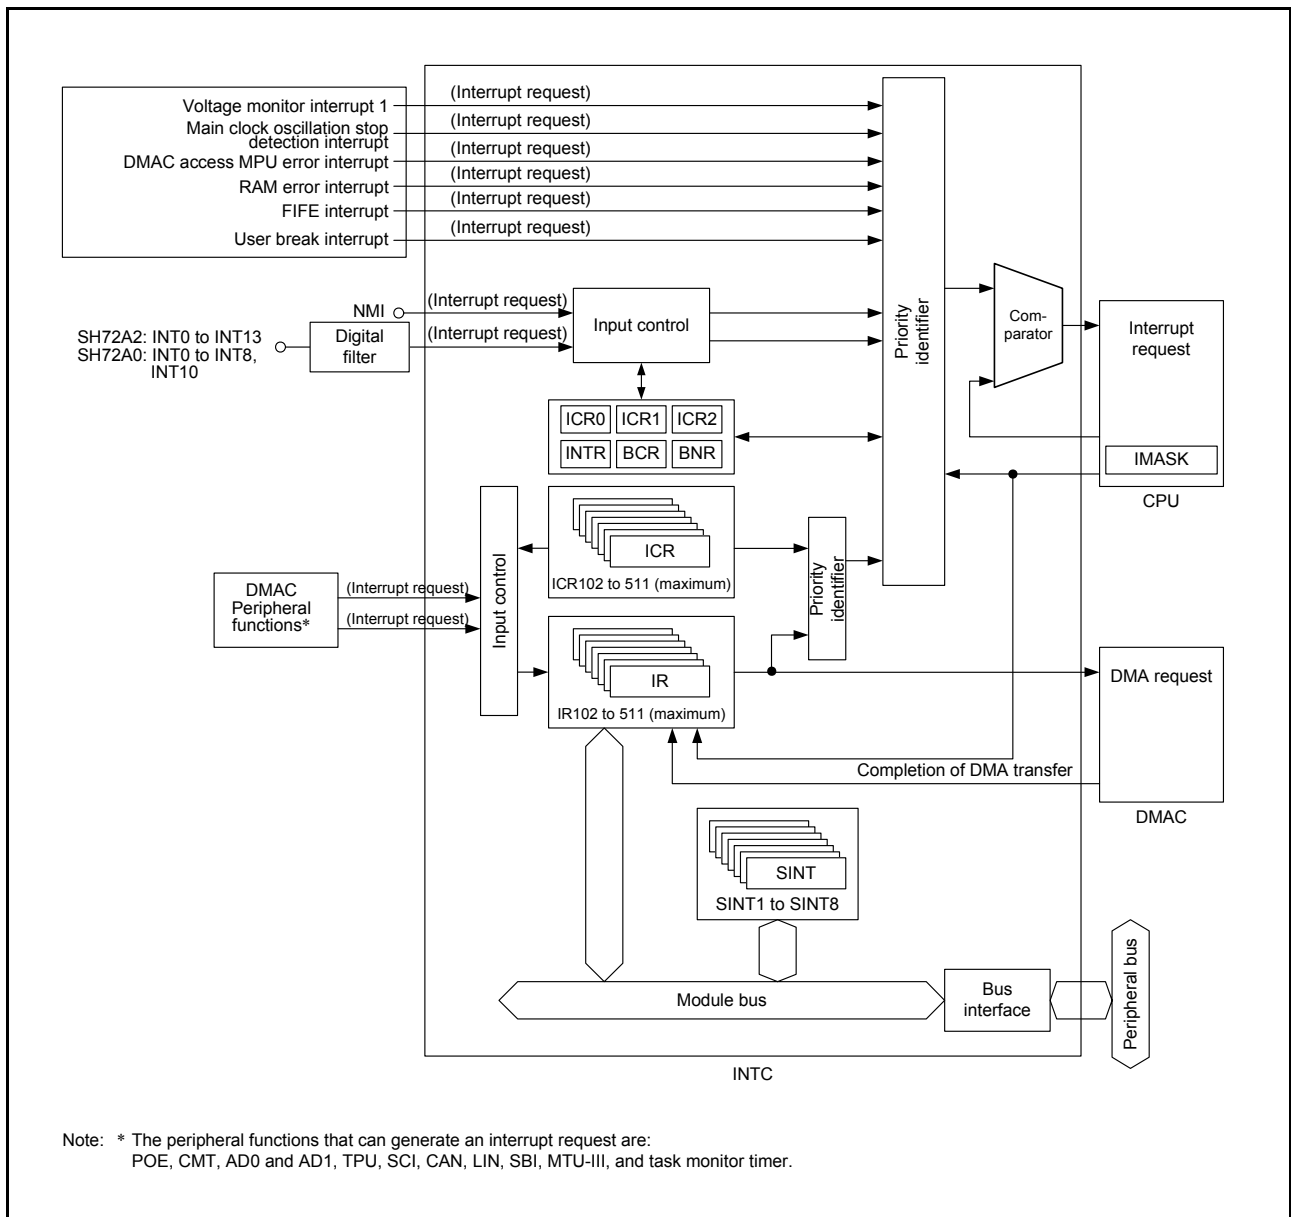 Voltage monitor interrupt 1
Main clock oscillation stop
detection interrupt
DMAC access MPU error interrupt
RAM error interrupt
FIFE interrupt
User break interrupt
(Interrupt request)
(Interrupt request)
(Interrupt request)
(Interrupt request)
(Interrupt request)
(Interrupt request)
NMI
(Interrupt request)
SH72A2: INT0 to INT13
SH72A0: INT0 to INT8,
INT10
Digital
filter
(Interrupt request)
Input control
Priority
identifier
Com-
parator
Interrupt
request
IMASK
CPU
ICR0
ICR1
ICR2
INTR
BCR
BNR
ICR
ICR102 to 511 (maximum)
Input control
Priority
identifier
DMAC
Peripheral
functions*
(Interrupt request)
(Interrupt request)
IR
IR102 to 511 (maximum)
DMA request
DMAC
Completion of DMA transfer
SINT
SINT1 to SINT8
Module bus
Bus
interface
Peripheral bus
INTC
Note: * The peripheral functions that can generate an interrupt request are:
POE, CMT, AD0 and AD1, TPU, SCI, CAN, LIN, SBI, MTU-III, and task monitor timer.